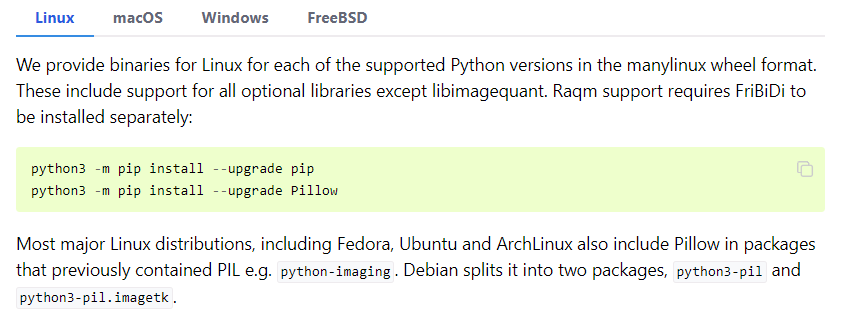 Linux macOS Windows FreeBSD
We provide binaries for Linux for each of the supported Python versions in the manylinux wheel format.
These include support for all optional libraries except libimagequant. Raqm support requires FriBiDi to
be installed separately:
python3 -m pip install --upgrade pip
python3 -m pip install --upgrade Pillow
Most major Linux distributions, including Fedora, Ubuntu and ArchLinux also include Pillow in packages
that previously contained PIL e.g. python-imaging. Debian splits it into two packages, python3-pil and
python3-pil.imagetk.